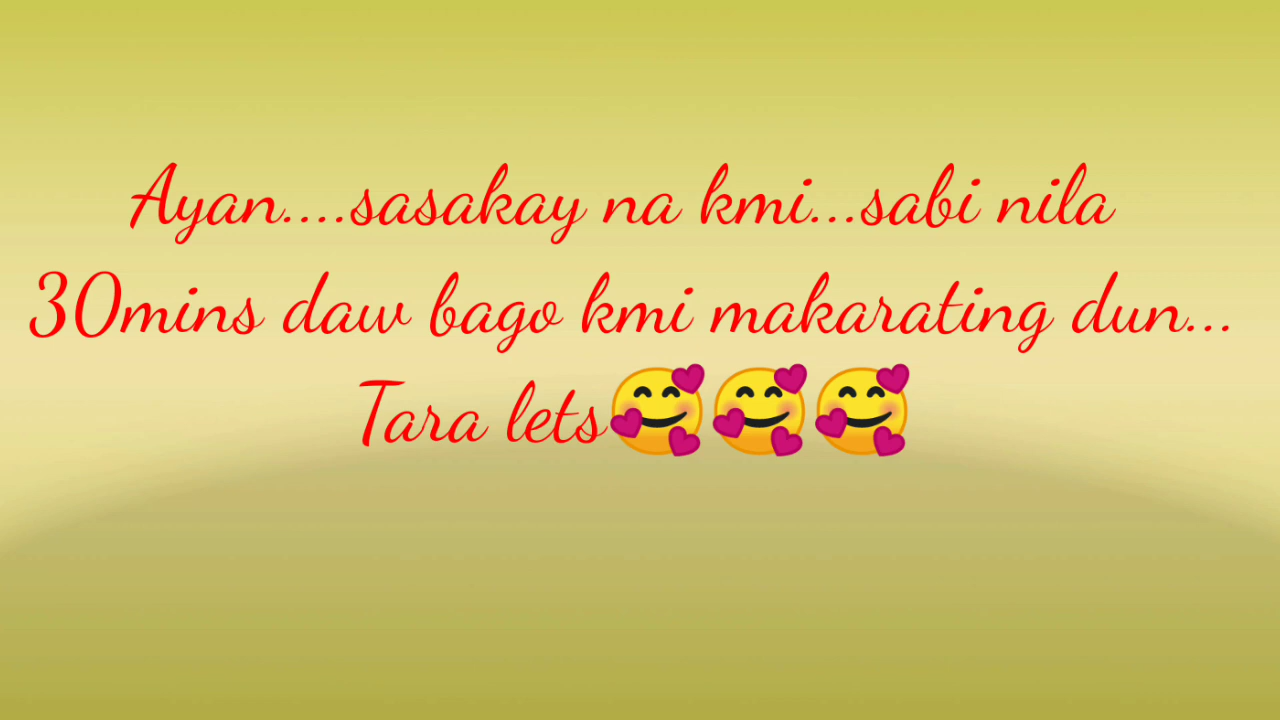 Ayan....sasakay na kmi...sabi nila
30mins daw bago kmi makarating dun...
Tara lets🥰🥰🥰